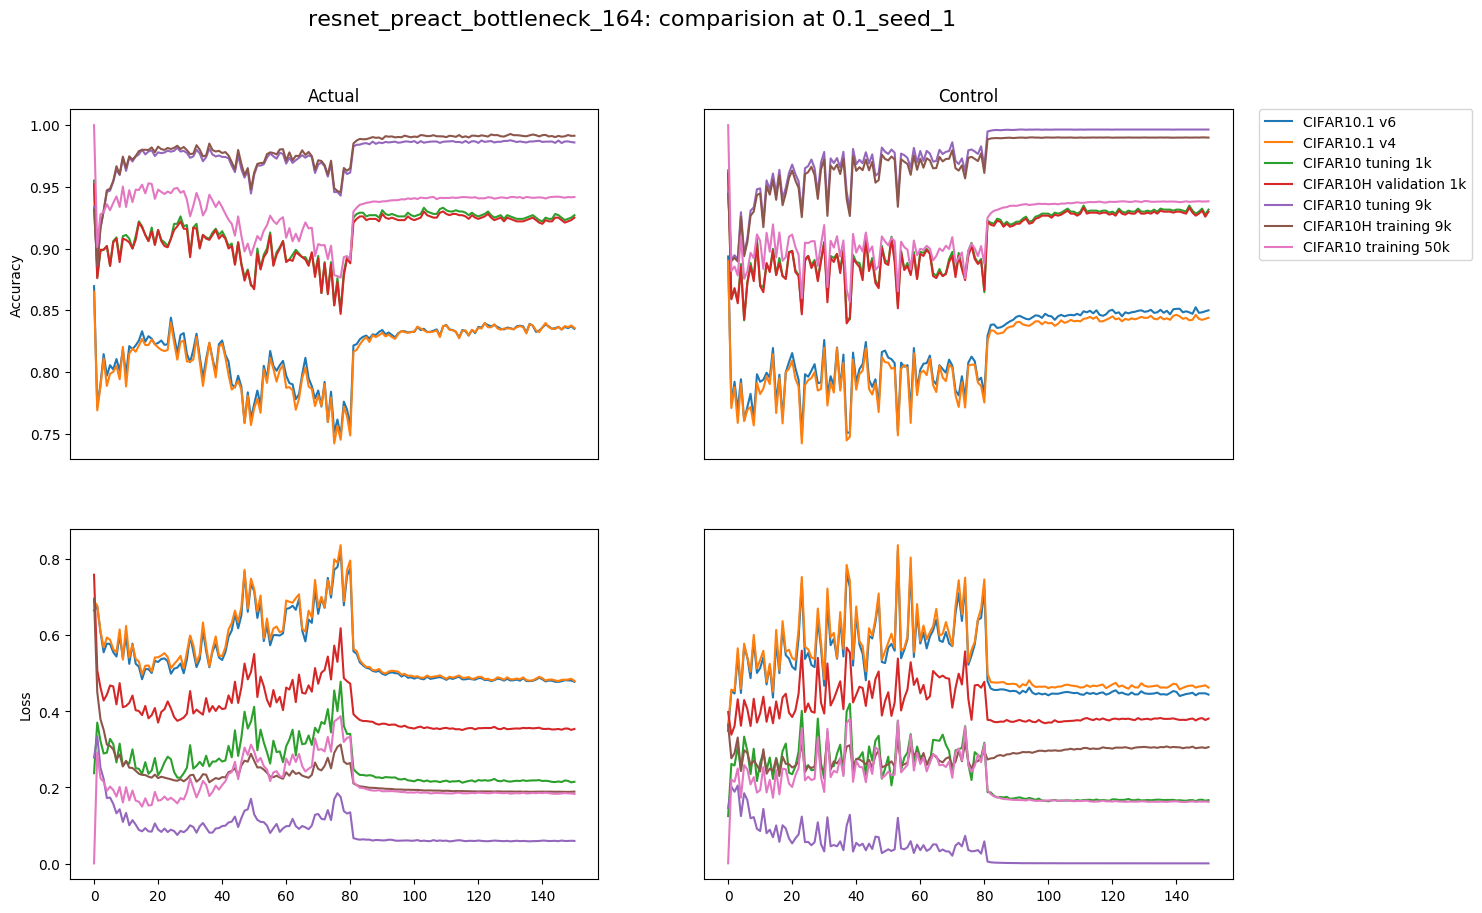 resnet_preact_bottleneck_164: comparision at 0.1_seed_1
Actual
Control
1.00
0.95
0.90
0.85
0.80
0.75
Accuracy
CIFAR10.1 v6
CIFAR10.1 v4
CIFAR10 tuning 1k
CIFAR10H validation 1k
CIFAR10 tuning 9k
CIFAR10H training 9k
CIFAR10 training 50k
0.8
0.6
0.4
0.2
0.0
Loss
0 20 40 60 80 100 120 140
0 20 40 60 80 100 120 140